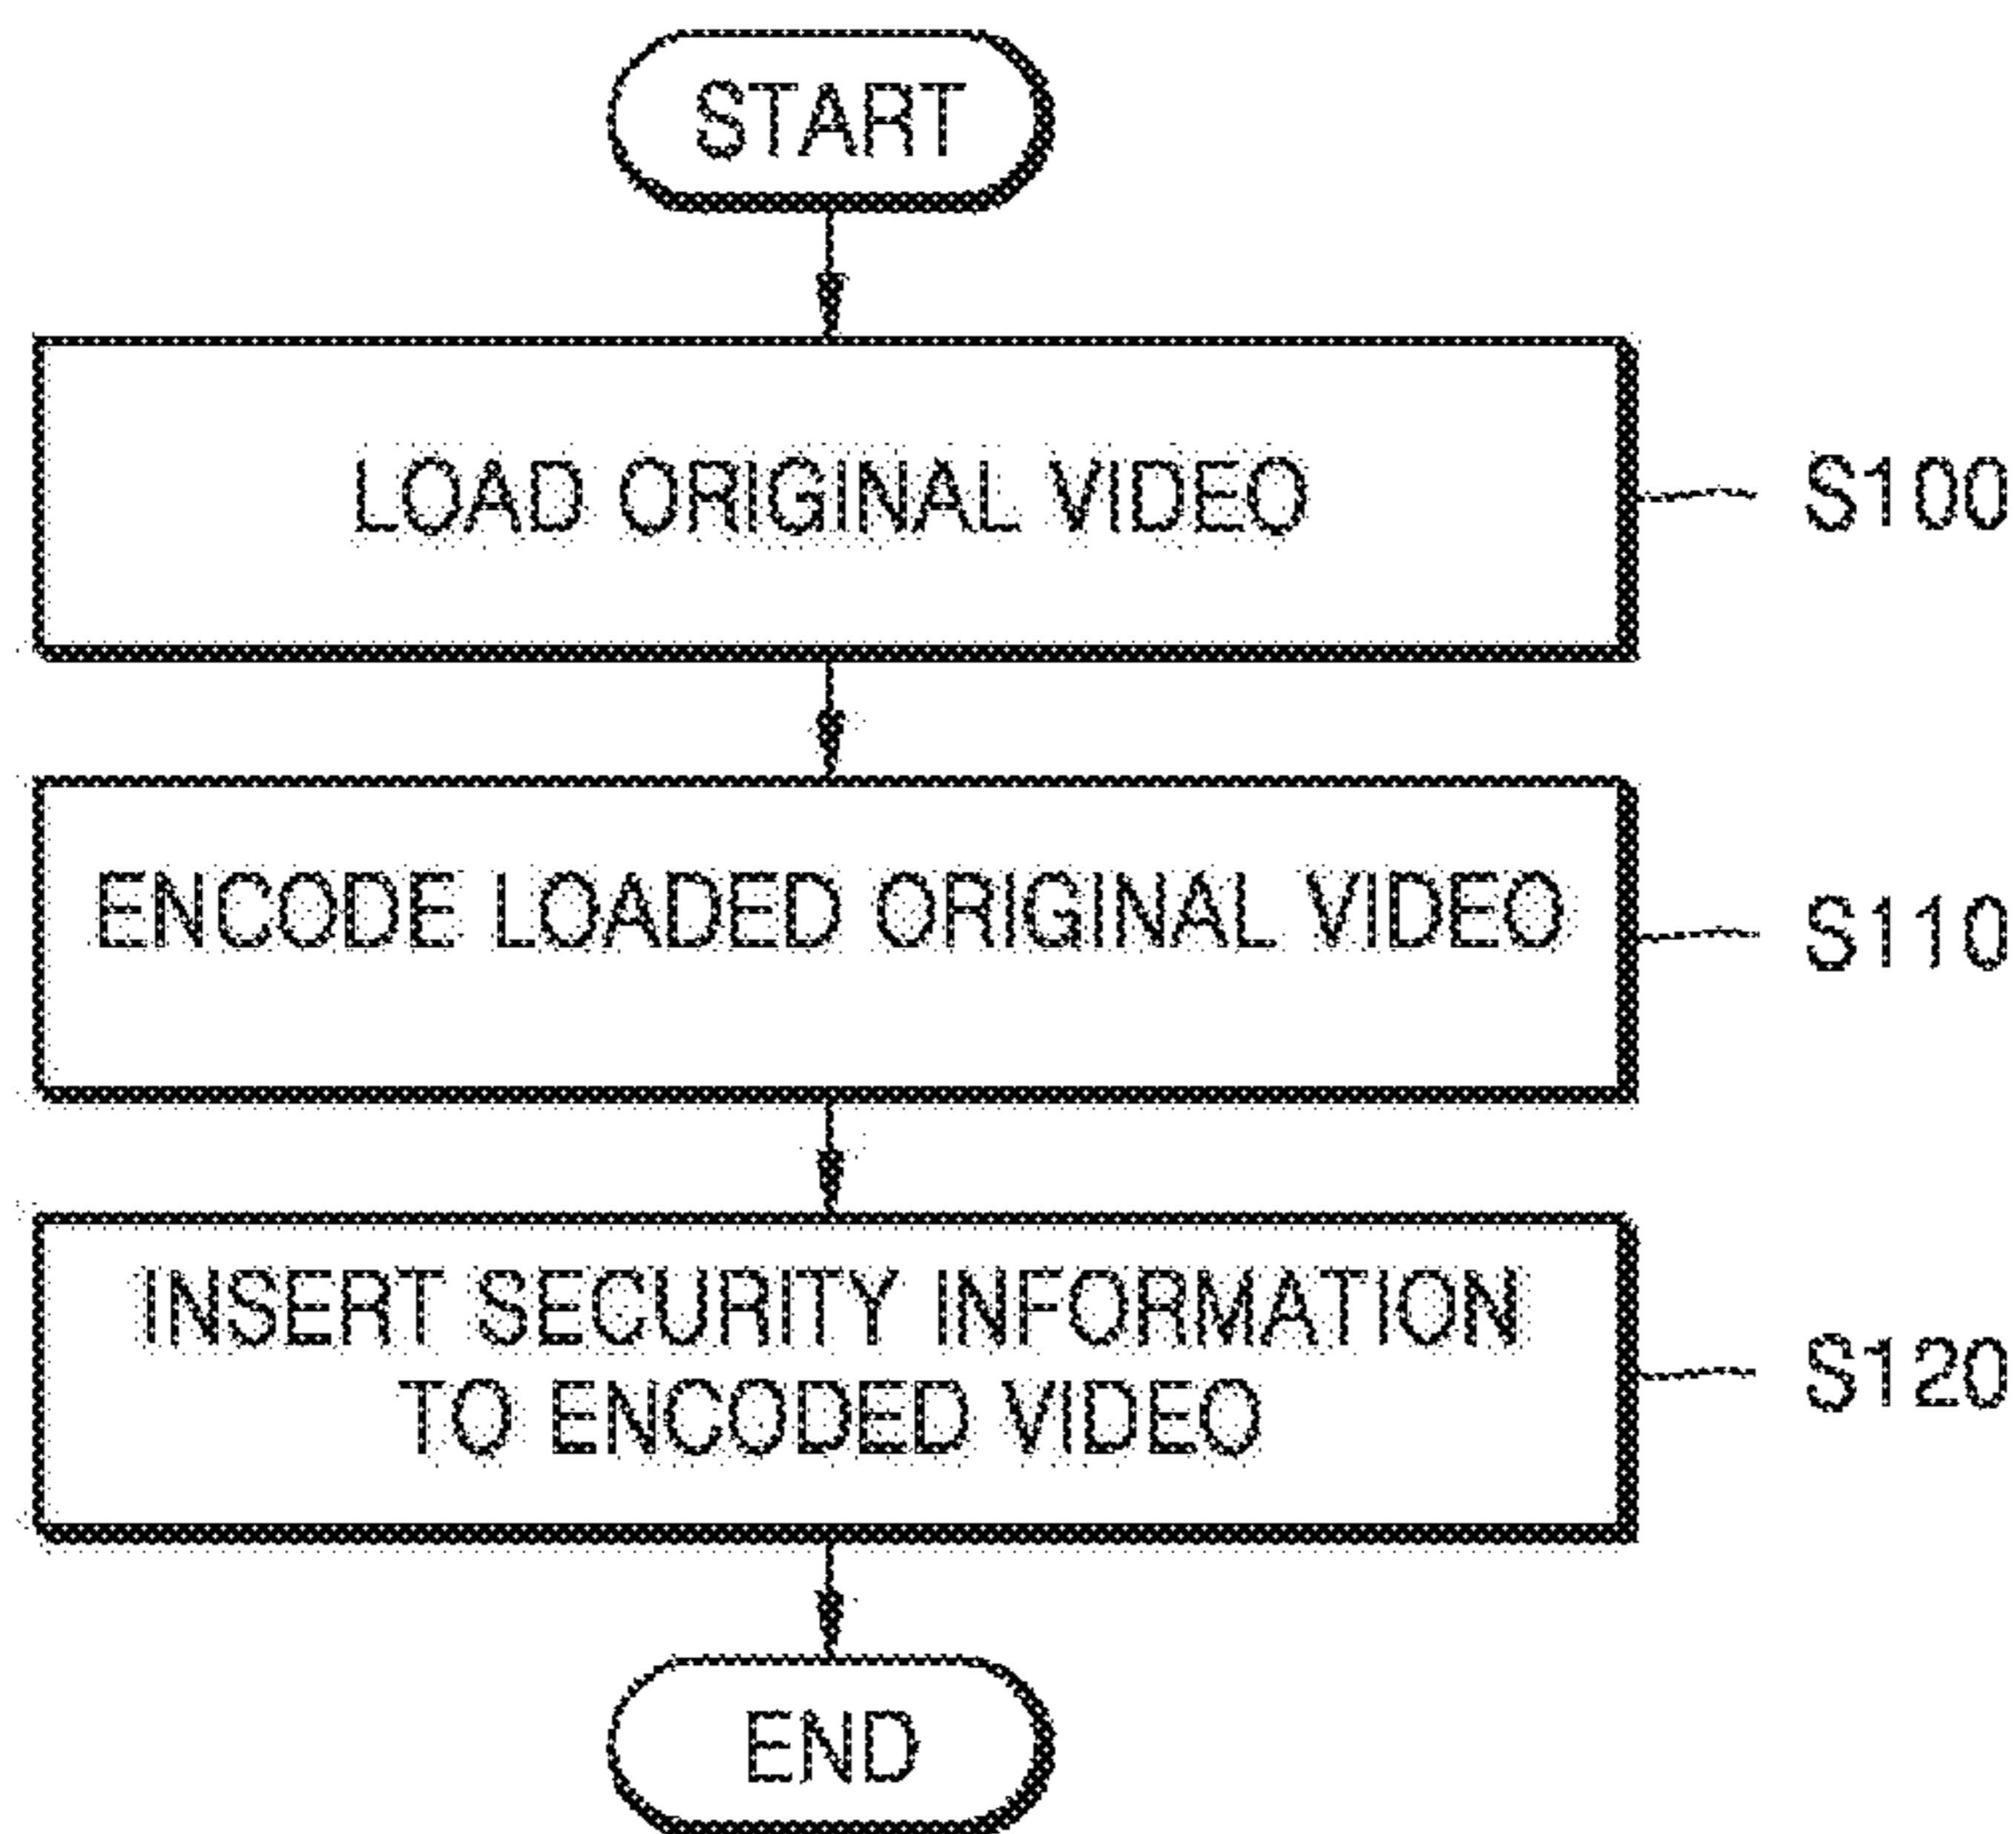 START
LOAD ORIGINAL VIDEO
S100
ENCODE LOADED ORIGINAL VIDEO
S110
INSERT SECURITY INFORMATION
TO ENCODED VIDEO
S120
END